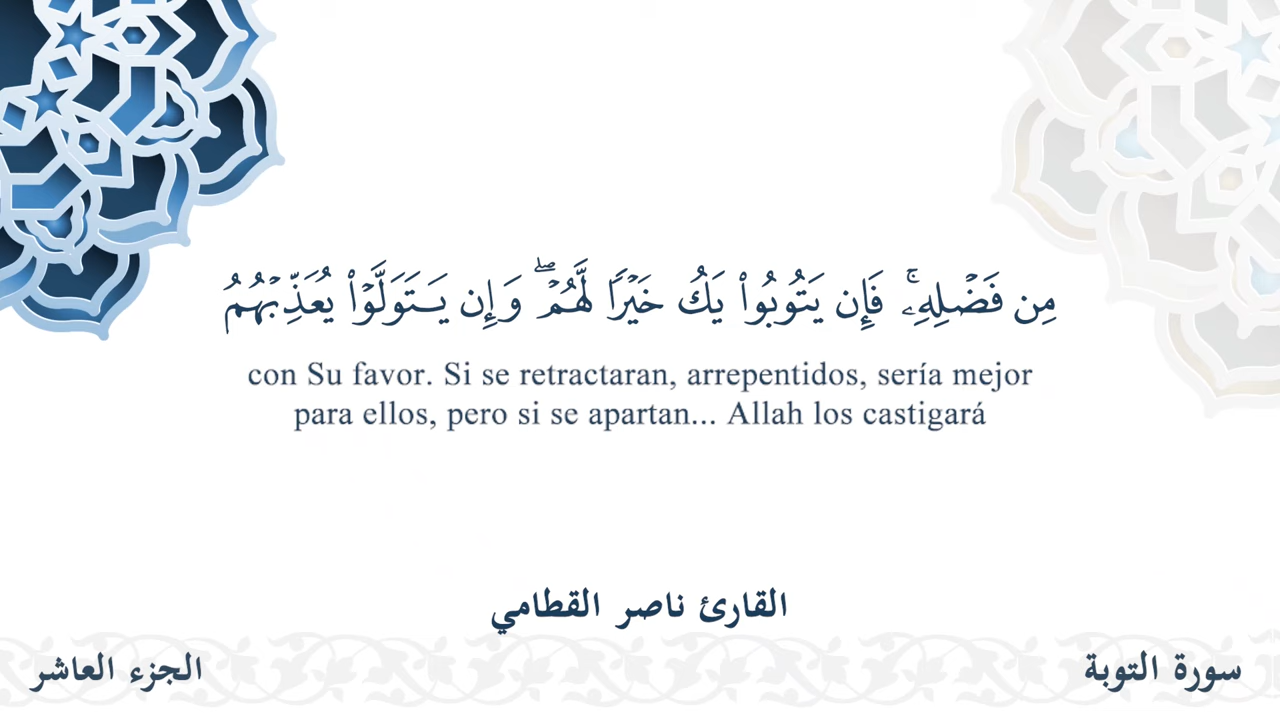 مِن فَضْلِهِۦۚ فَإِن يَتُوبُوا۟ يَكُ خَيْرًا لَّهُمْۖ وَإِن يَتَوَلَّوْا۟ يُعَذِّبْهُمُ
con Su favor. Si se retractaran, arrepentidos, sería mejor
para ellos, pero si se apartan... Allah los castigará
القارئ ناصر القطامي
سورة التوبة
الجزء العاشر